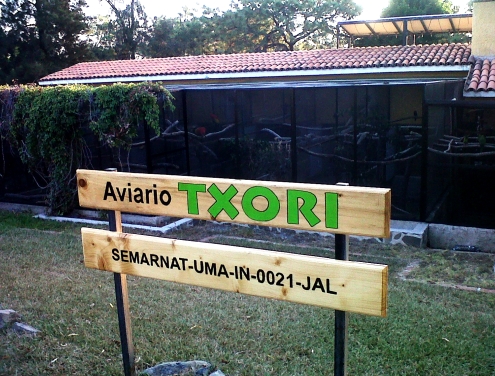 Aviario TXORI
SEMARNAT-UMA-IN-0021-JAL